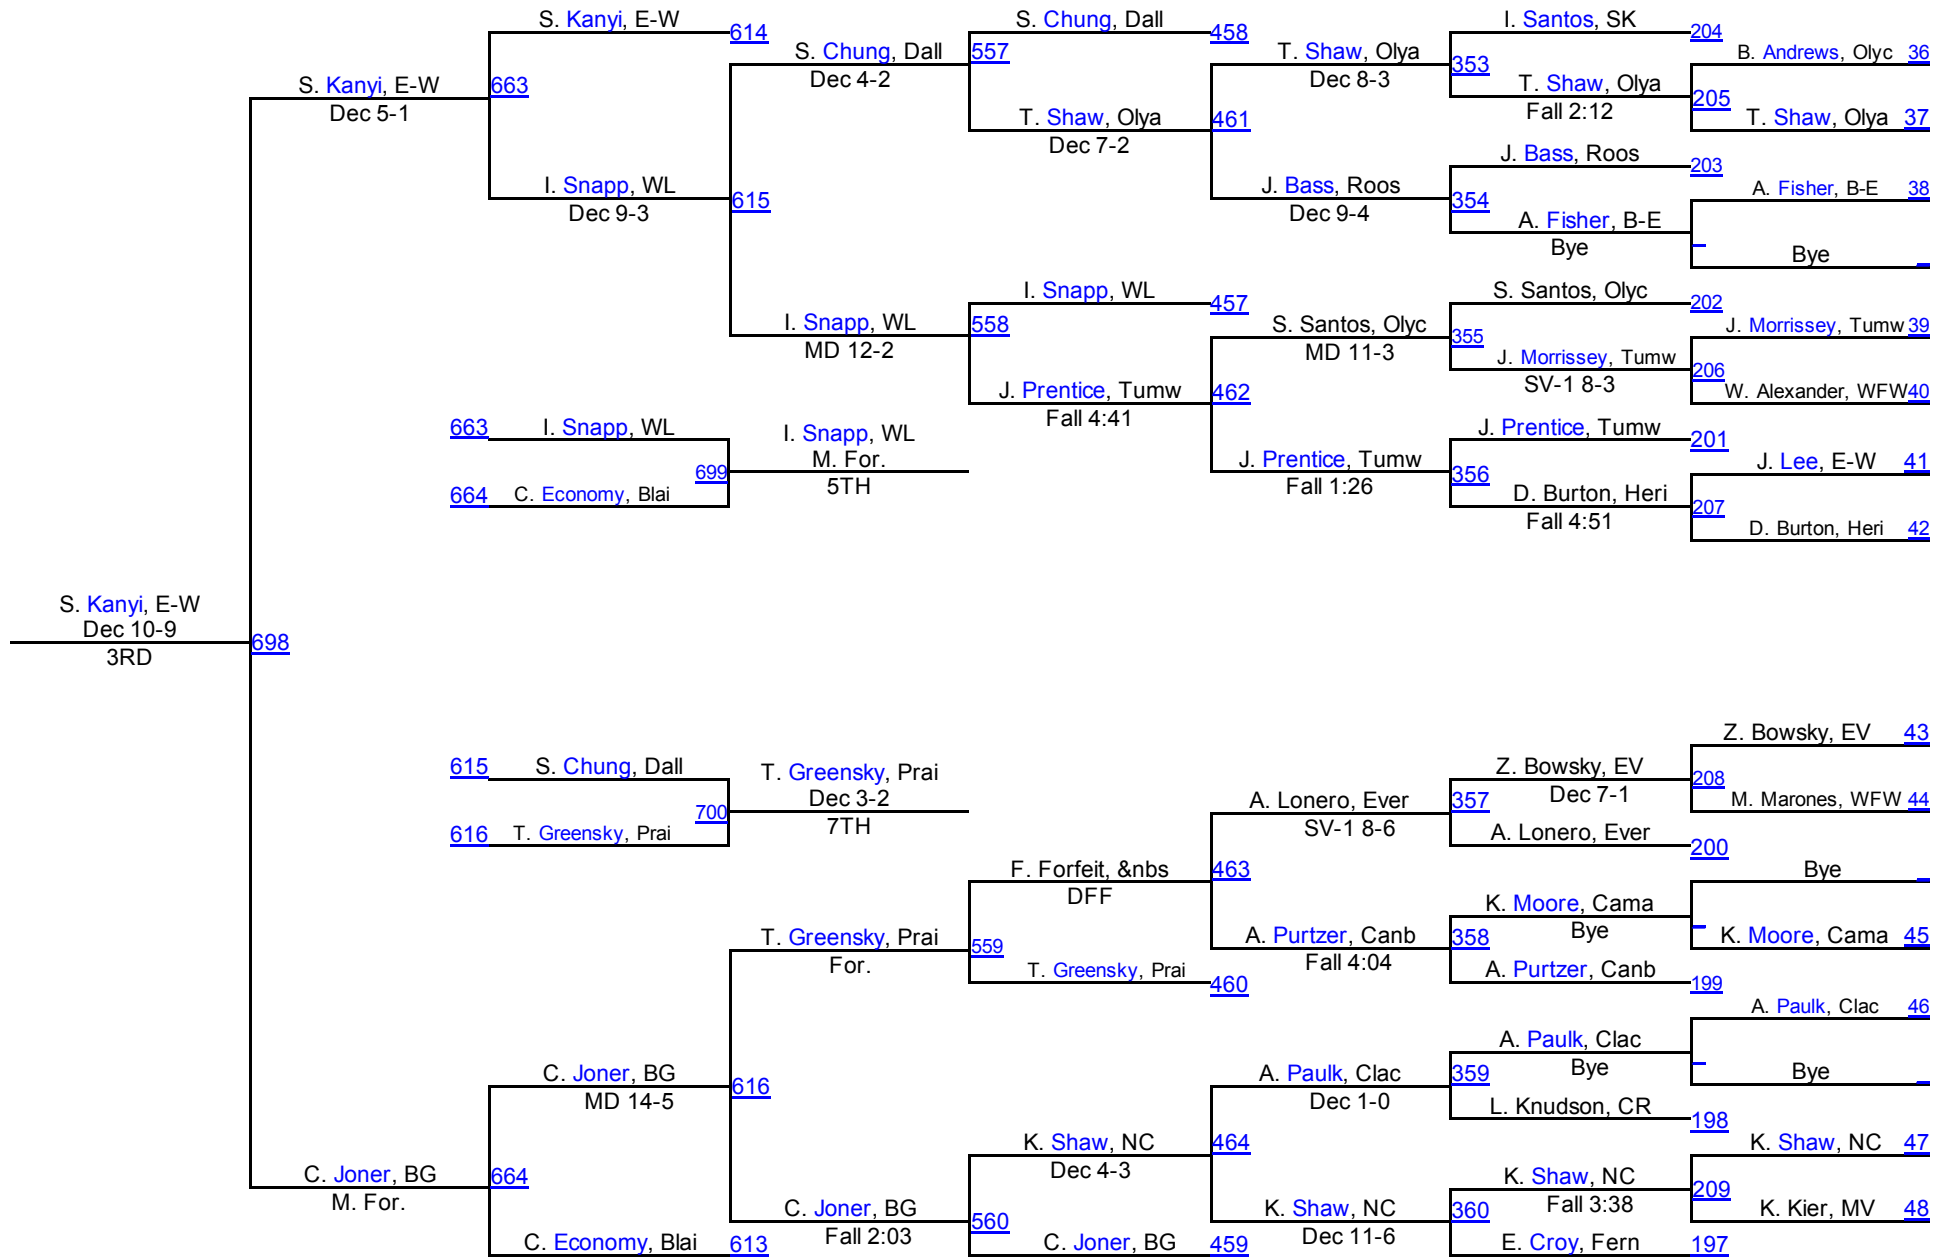 S. Kanyi, E-W
614
S. Chung, Dall
458
I. Santos, SK
204
B. Andrews, Olyc 36
S. Chung, Dall
Dec 4-2
557
T. Shaw, Olya
Dec 8-3
353
T. Shaw, Olya
Fall 2:12
205
T. Shaw, Olya 37
S. Kanyi, E-W
Dec 5-1
663
T. Shaw, Olya
Dec 7-2
461
J. Bass, Roos
203
A. Fisher, B-E 38
I. Snapp, WL
Dec 9-3
615
J. Bass, Roos
Dec 9-4
354
A. Fisher, B-E
Bye
Bye
I. Snapp, WL
457
S. Santos, Olyc
202
J. Morrissey, Tumw 39
I. Snapp, WL
MD 12-2
558
S. Santos, Olyc
MD 11-3
355
J. Morrissey, Tumw
SV-1 8-3
206
W. Alexander, WFW 40
J. Prentice, Tumw
Fall 4:41
462
663
I. Snapp, WL
I. Snapp, WL
M. For.
5TH
699
664
C. Economy, Blai
J. Prentice, Tumw
201
J. Prentice, Tumw
Fall 1:26
356
J. Lee, E-W 41
D. Burton, Heri
Fall 4:51
207
D. Burton, Heri 42
S. Kanyi, E-W
Dec 10-9
3RD
698
Z. Bowsky, EV 43
615
S. Chung, Dall
T. Greensky, Prai
Dec 3-2
7TH
700
616
T. Greensky, Prai
Z. Bowsky, EV
Dec 7-1
208
M. Marones, WFW 44
A. Lonero, Ever
SV-1 8-6
357
A. Lonero, Ever
200
F. Forfeit, &nbs
DFF
463
Bye
K. Moore, Cama
Bye
K. Moore, Cama 45
T. Greensky, Prai
For.
559
A. Purtzer, Canb
Fall 4:04
358
T. Greensky, Prai
460
A. Purtzer, Canb
199
A. Paulk, Clac 46
A. Paulk, Clac
Bye
Bye
C. Joner, BG
MD 14-5
616
A. Paulk, Clac
Dec 1-0
359
L. Knudson, CR
198
K. Shaw, NC
Dec 4-3
464
K. Shaw, NC 47
C. Joner, BG
M. For.
664
K. Shaw, NC
Fall 3:38
209
C. Joner, BG
Fall 2:03
560
K. Shaw, NC
Dec 11-6
360
K. Kier, MV 48
C. Economy, Blai
613
C. Joner, BG
459
E. Croy, Fern
197